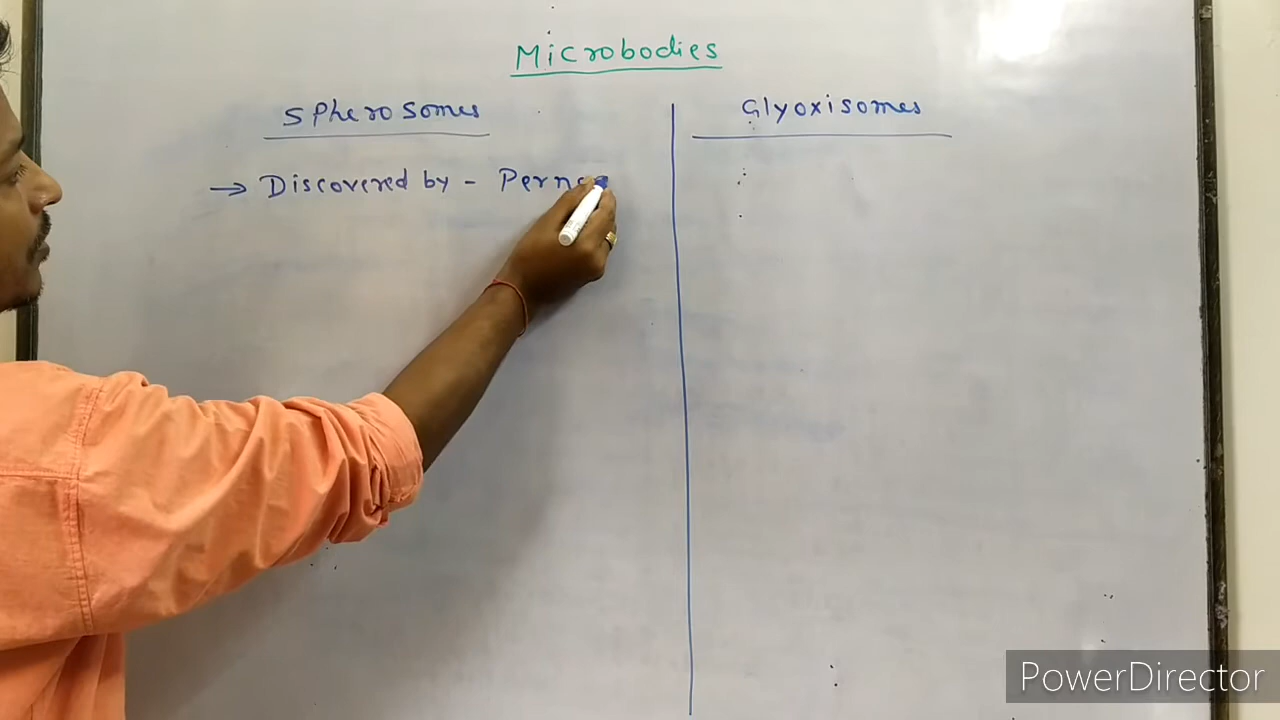 Microbodies
Spherosomes
Glyoxisomes
→ Discovered by - Perne
PowerDirector